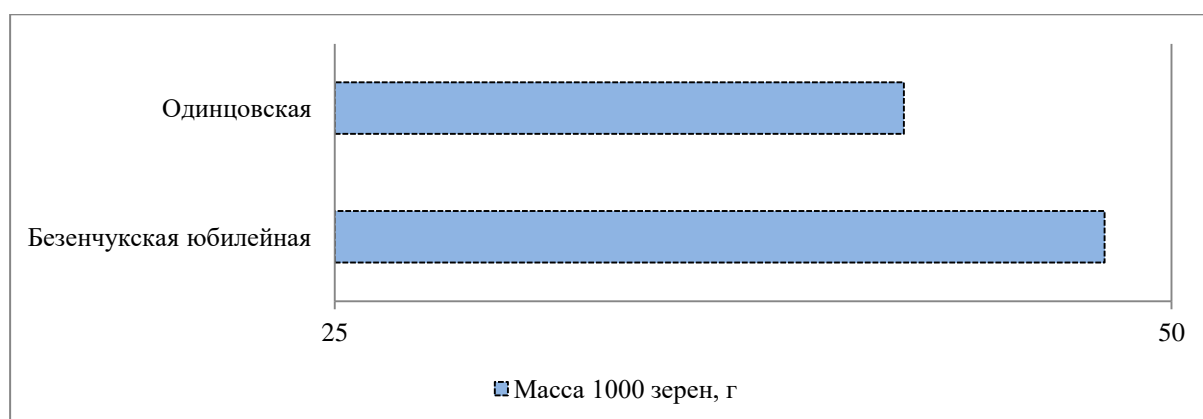 Одинцовская
Безенчукская юбилейная
25
50
Масса 1000 зерен, г